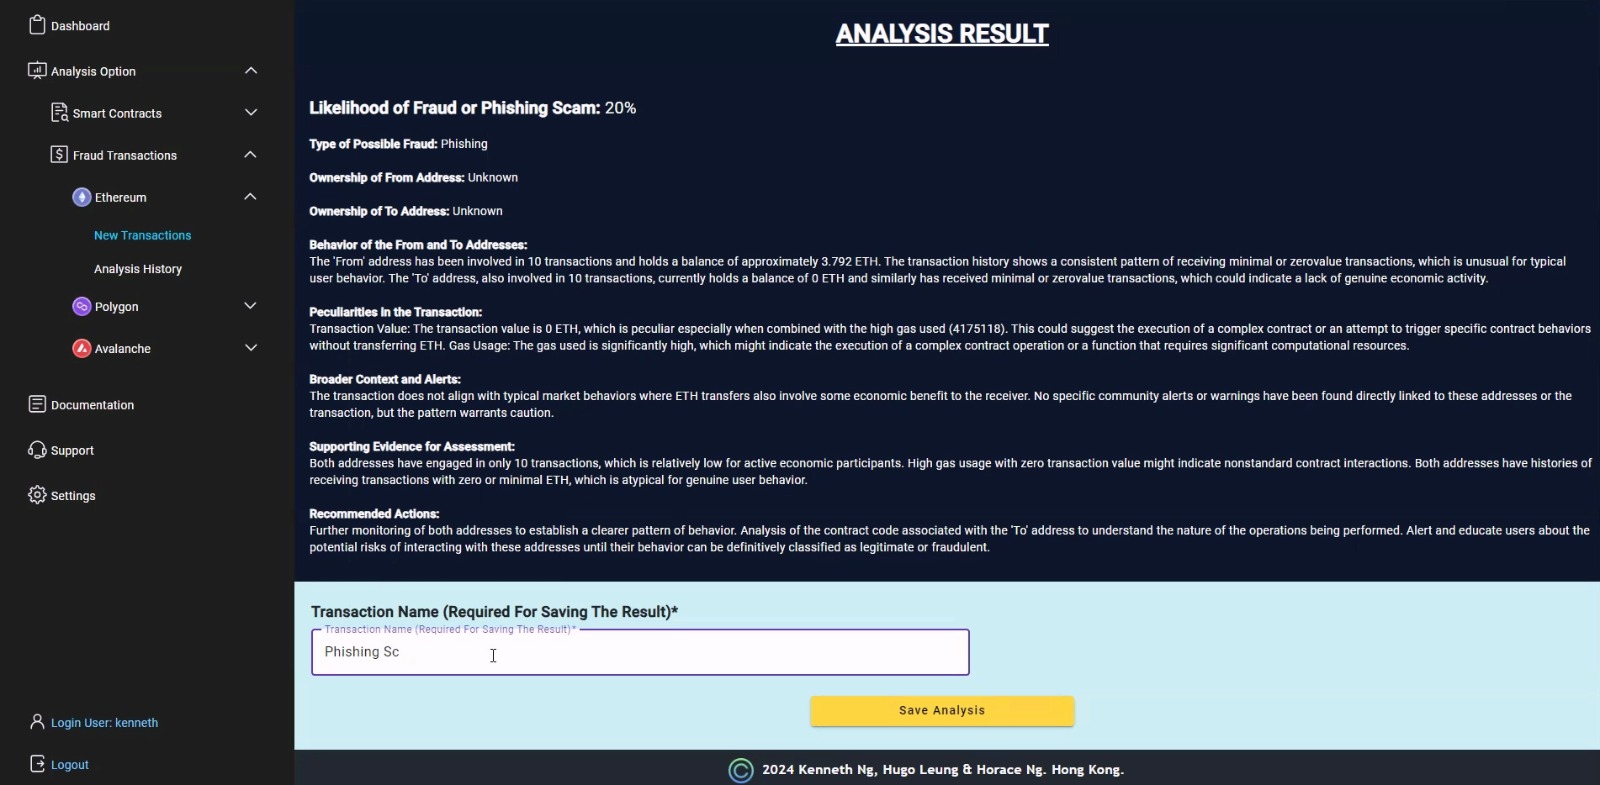 Dashboard
Analysis Option
Smart Contracts
Fraud Transactions
Ethereum
New Transactions
Analysis History
Polygon
Avalanche
Documentation
Support
Settings
Login User: kenneth
Logout
ANALYSIS RESULT
Likelihood of Fraud or Phishing Scam: 20%
Type of Possible Fraud: Phishing
Ownership of From Address: Unknown
Ownership of To Address: Unknown
Behavior of the From and To Addresses:
The 'From' address has been involved in 10 transactions and holds a balance of approximately 3.792 ETH. The transaction history shows a consistent pattern of receiving minimal or zerovalue transactions, which is unusual for typical
user behavior. The 'To' address, also involved in 10 transactions, currently holds a balance of 0 ETH and similarly has received minimal or zerovalue transactions, which could indicate a lack of genuine economic activity.
Peculiarities in the Transaction:
Transaction Value: The transaction value is 0 ETH, which is peculiar especially when combined with the high gas used (4175118). This could suggest the execution of a complex contract or an attempt to trigger specific contract behaviors
without transferring ETH. Gas Usage: The gas used is significantly high, which might indicate the execution of a complex contract operation or a function that requires significant computational resources.
Broader Context and Alerts:
The transaction does not align with typical market behaviors where ETH transfers also involve some economic benefit to the receiver. No specific community alerts or warnings have been found directly linked to these addresses or the
transaction, but the pattern warrants caution.
Supporting Evidence for Assessment:
Both addresses have engaged in only 10 transactions, which is relatively low for active economic participants. High gas usage with zero transaction value might indicate nonstandard contract interactions. Both addresses have histories of
receiving transactions with zero or minimal ETH, which is atypical for genuine user behavior.
Recommended Actions:
Further monitoring of both addresses to establish a clearer pattern of behavior. Analysis of the contract code associated with the 'To' address to understand the nature of the operations being performed. Alert and educate users about the
potential risks of interacting with these addresses until their behavior can be definitively classified as legitimate or fraudulent.
Transaction Name (Required For Saving The Result)*
Transaction Name (Required For Saving The Result)*
Phishing Sc
Save Analysis
© 2024 Kenneth Ng, Hugo Leung & Horace Ng. Hong Kong.